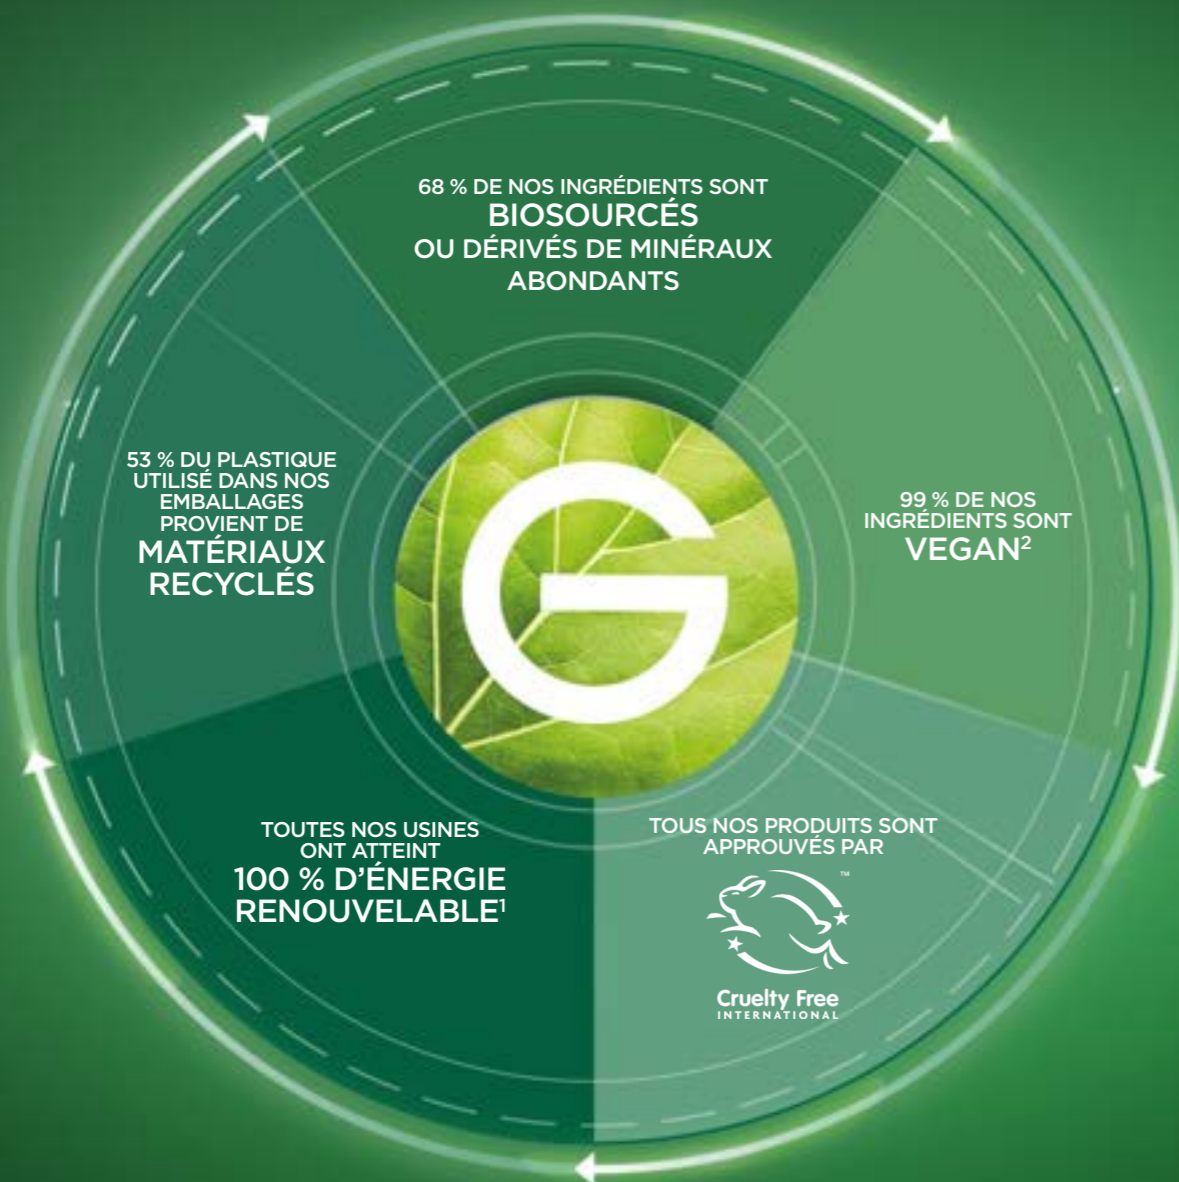 68 % DE NOS INGRÉDIENTS SONT
BIOSOURCÉS
OU DÉRIVÉS DE MINÉRAUX
ABONDANTS
53 % DU PLASTIQUE
UTILISÉ DANS NOS
EMBALLAGES
PROVIENT DE
MATÉRIAUX
RECYCLÉS
G
99 % DE NOS
INGRÉDIENTS SONT
VEGAN²
TOUTES NOS USINES
ONT ATTEINT
100 % D’ÉNERGIE
RENOUVELABLE¹
TOUS NOS PRODUITS SONT
APPROUVÉS PAR
TM
Cruelty Free
INTERNATIONAL